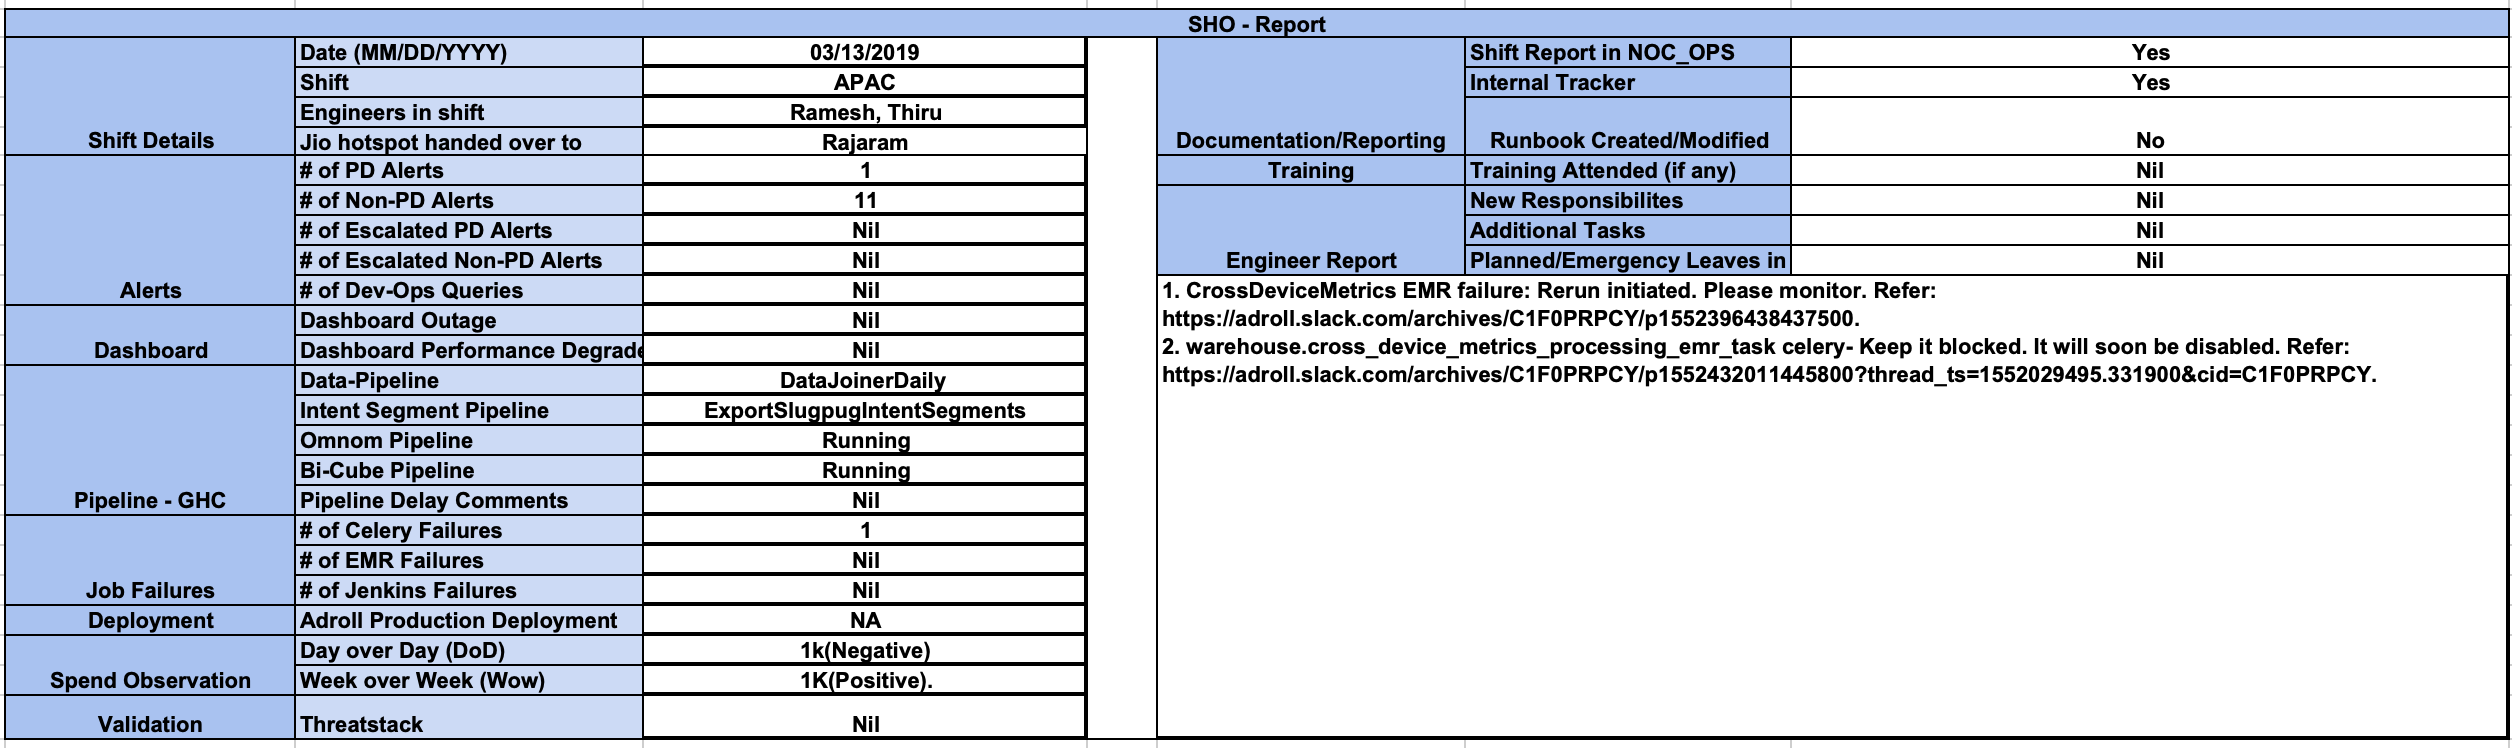 SHO - Report
Shift Details
Date (MM/DD/YYYY) 03/13/2019
Shift APAC
Engineers in shift Ramesh, Thiru
Jio hotspot handed over to Rajaram
Alerts
# of PD Alerts 1
# of Non-PD Alerts 11
# of Escalated PD Alerts Nil
# of Escalated Non-PD Alerts Nil
# of Dev-Ops Queries Nil
Dashboard
Dashboard Outage Nil
Dashboard Performance Degrade Nil
Pipeline - GHC
Data-Pipeline DataJoinerDaily
Intent Segment Pipeline ExportSlugpugIntentSegments
Omnom Pipeline Running
Bi-Cube Pipeline Running
Pipeline Delay Comments Nil
Job Failures
# of Celery Failures 1
# of EMR Failures Nil
# of Jenkins Failures Nil
Deployment
Adroll Production Deployment NA
Spend Observation
Day over Day (DoD) 1k(Negative)
Week over Week (Wow) 1K(Positive).
Validation
Threatstack Nil
Documentation/Reporting
Shift Report in NOC_OPS Yes
Internal Tracker Yes
Runbook Created/Modified No
Training
Training Attended (if any) Nil
Engineer Report
New Responsibilites Nil
Additional Tasks Nil
Planned/Emergency Leaves in Nil
1. CrossDeviceMetrics EMR failure: Rerun initiated. Please monitor. Refer:
https://adroll.slack.com/archives/C1F0PRPCY/p1552396438437500.
2. warehouse.cross_device_metrics_processing_emr_task celery- Keep it blocked. It will soon be disabled. Refer:
https://adroll.slack.com/archives/C1F0PRPCY/p1552432011445800?thread_ts=1552029495.331900&cid=C1F0PRPCY.